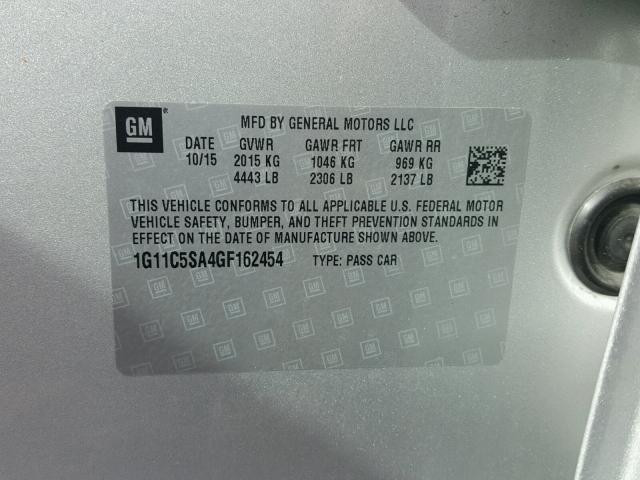 GM ® MFD BY GENERAL MOTORS LLC
DATE GVWR GAWR FRT GAWR RR
10/15 2015 KG 1046 KG 969 KG
4443 LB 2306 LB 2137 LB
THIS VEHICLE CONFORMS TO ALL APPLICABLE U.S. FEDERAL MOTOR
VEHICLE SAFETY, BUMPER, AND THEFT PREVENTION STANDARDS IN
EFFECT ON THE DATE OF MANUFACTURE SHOWN ABOVE.
1G11C5SA4GF162454 TYPE: PASS CAR